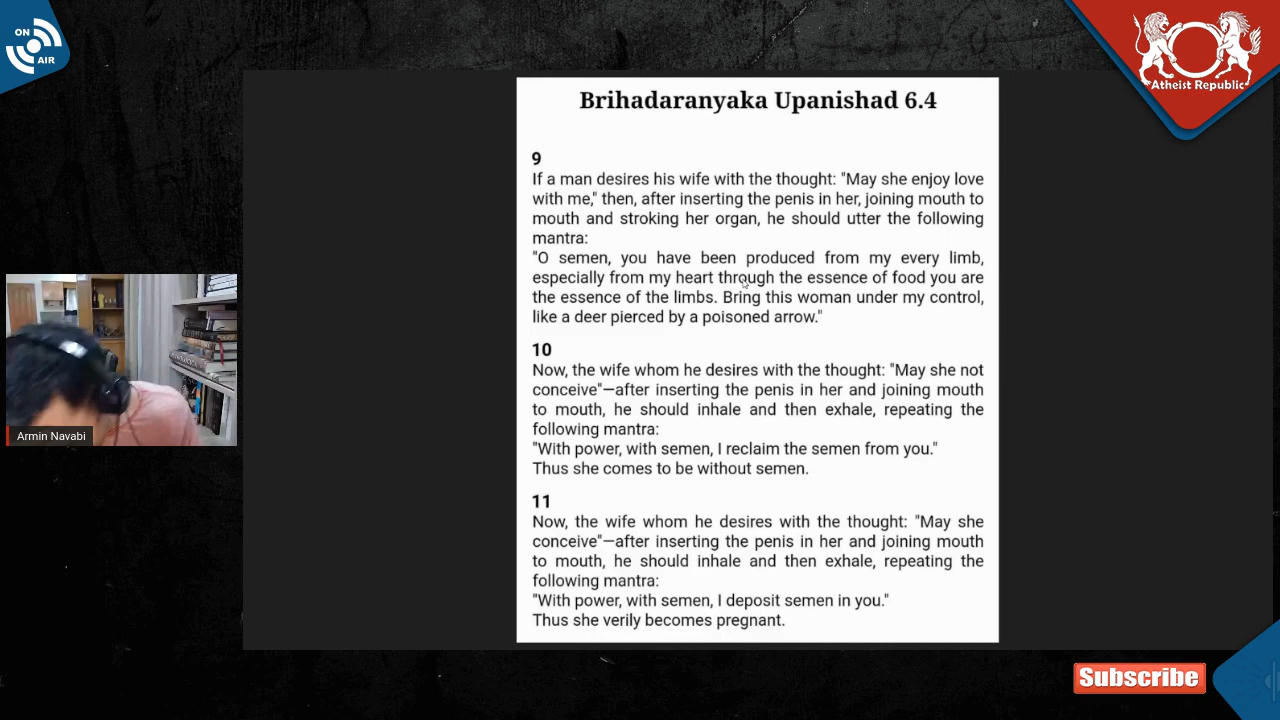 ON
AIR
Atheist Republic
Brihadaranyaka Upanishad 6.4
9
If a man desires his wife with the thought: "May she enjoy love
with me," then, after inserting the penis in her, joining mouth to
mouth and stroking her organ, he should utter the following
mantra:
"O semen, you have been produced from my every limb,
especially from my heart through the essence of food you are
the essence of the limbs. Bring this woman under my control,
like a deer pierced by a poisoned arrow."
10
Now, the wife whom he desires with the thought: "May she not
conceive"—after inserting the penis in her and joining mouth
to mouth, he should inhale and then exhale, repeating the
following mantra:
"With power, with semen, I reclaim the semen from you."
Thus she comes to be without semen.
11
Now, the wife whom he desires with the thought: "May she
conceive"—after inserting the penis in her and joining mouth
to mouth, he should inhale and then exhale, repeating the
following mantra:
"With power, with semen, I deposit semen in you."
Thus she verily becomes pregnant.
Armin Navabi
Subscribe